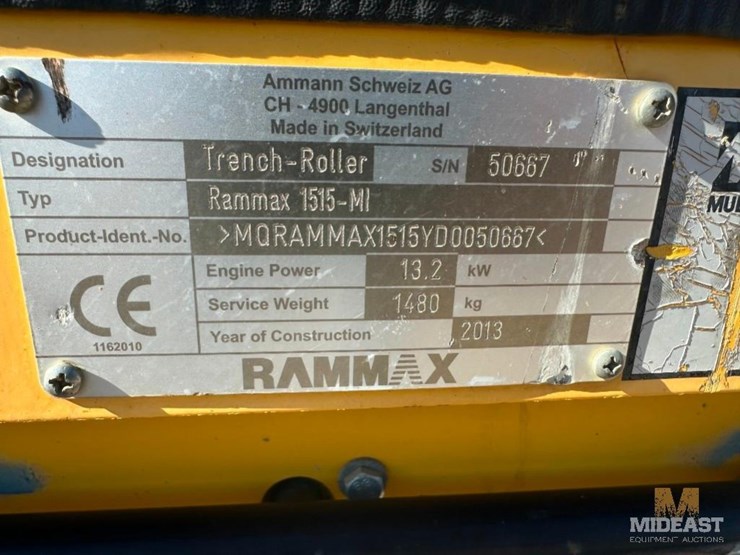 Ammann Schweiz AG
CH - 4900 Langenthal
Made in Switzerland
Designation Trench-Roller S/N 50667
Typ Rammax 1515-MI
Product-Ident.-No. >MQRAMMAX1515YD0050667<
Engine Power 13.2 kW
Service Weight 1480 kg
Year of Construction 2013
CE
1162010
RAMMAX
M
MIDEAST
EQUIPMENT AUCTIONS